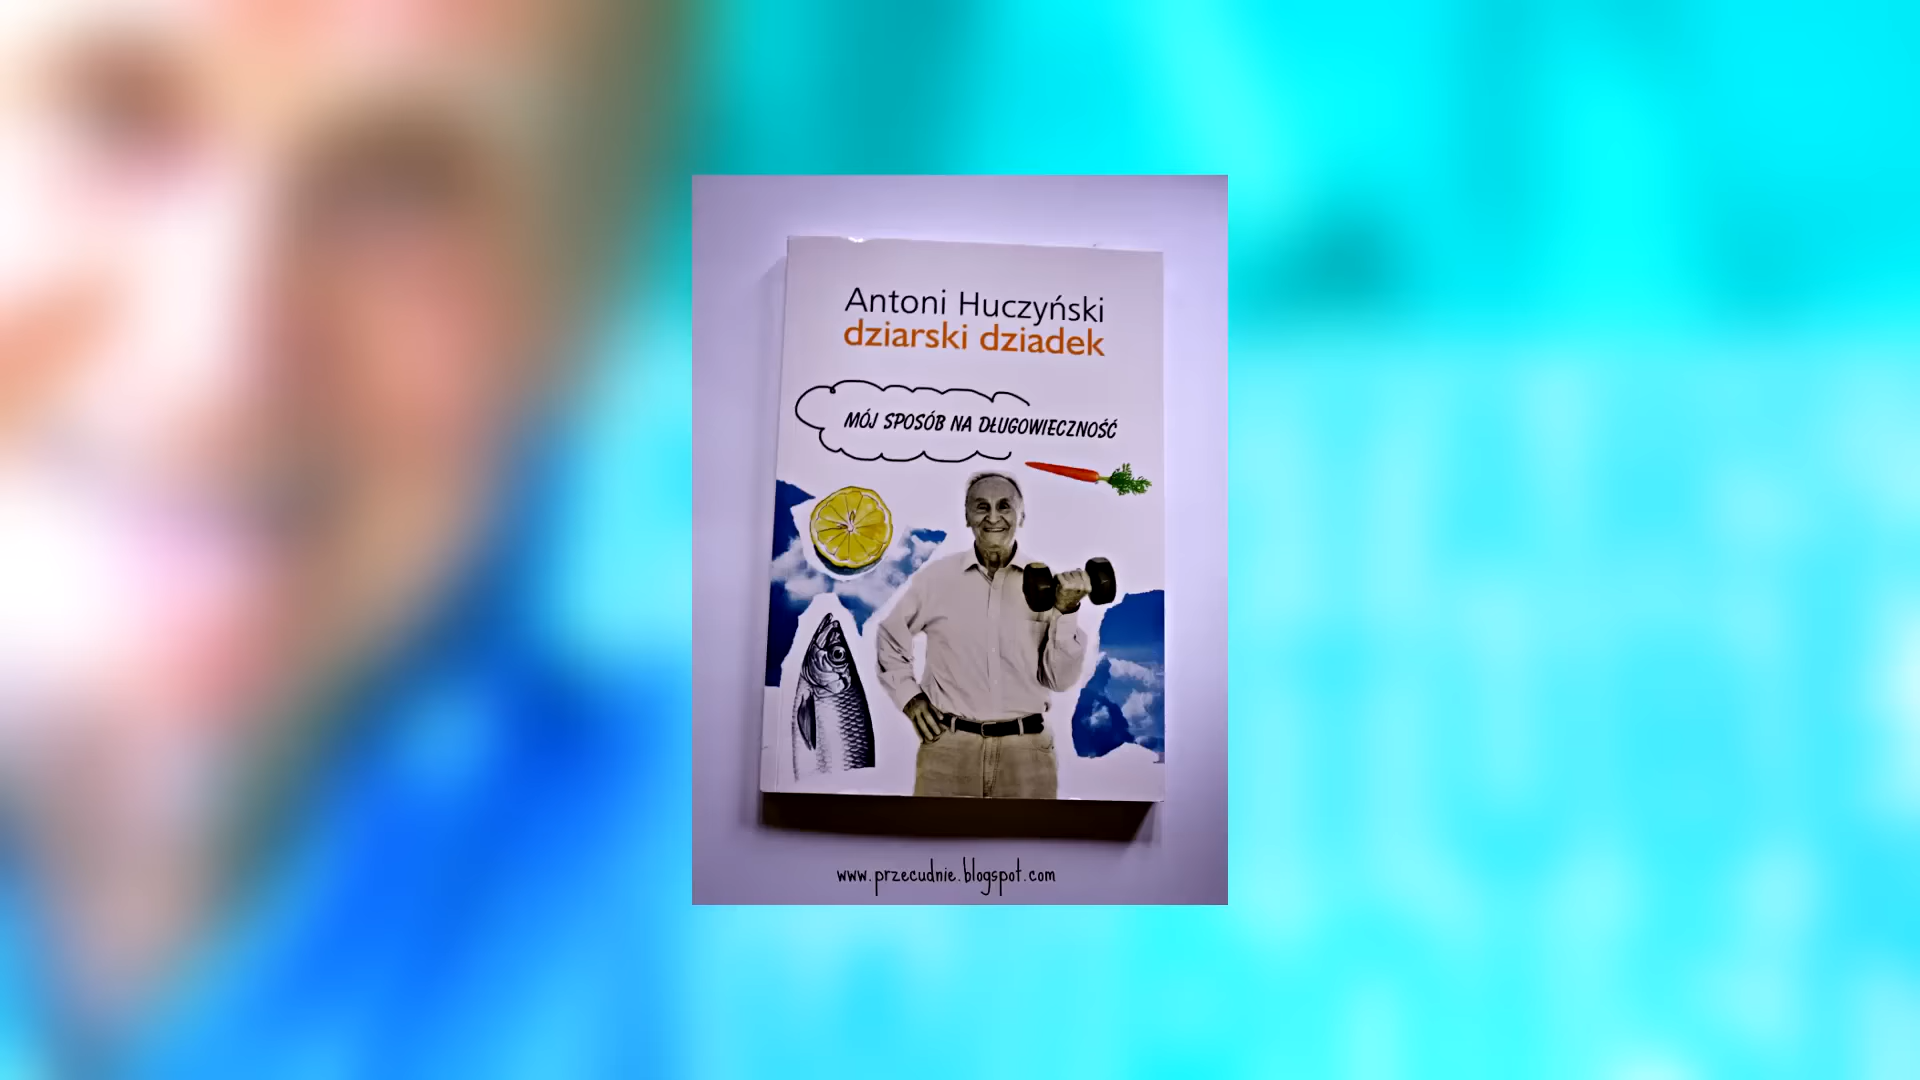 Antoni Huczyński
dziarski dziadek
MÓJ SPOSÓB NA DŁUGOWIECZNOŚĆ
www.przecudnie.blogspot.com